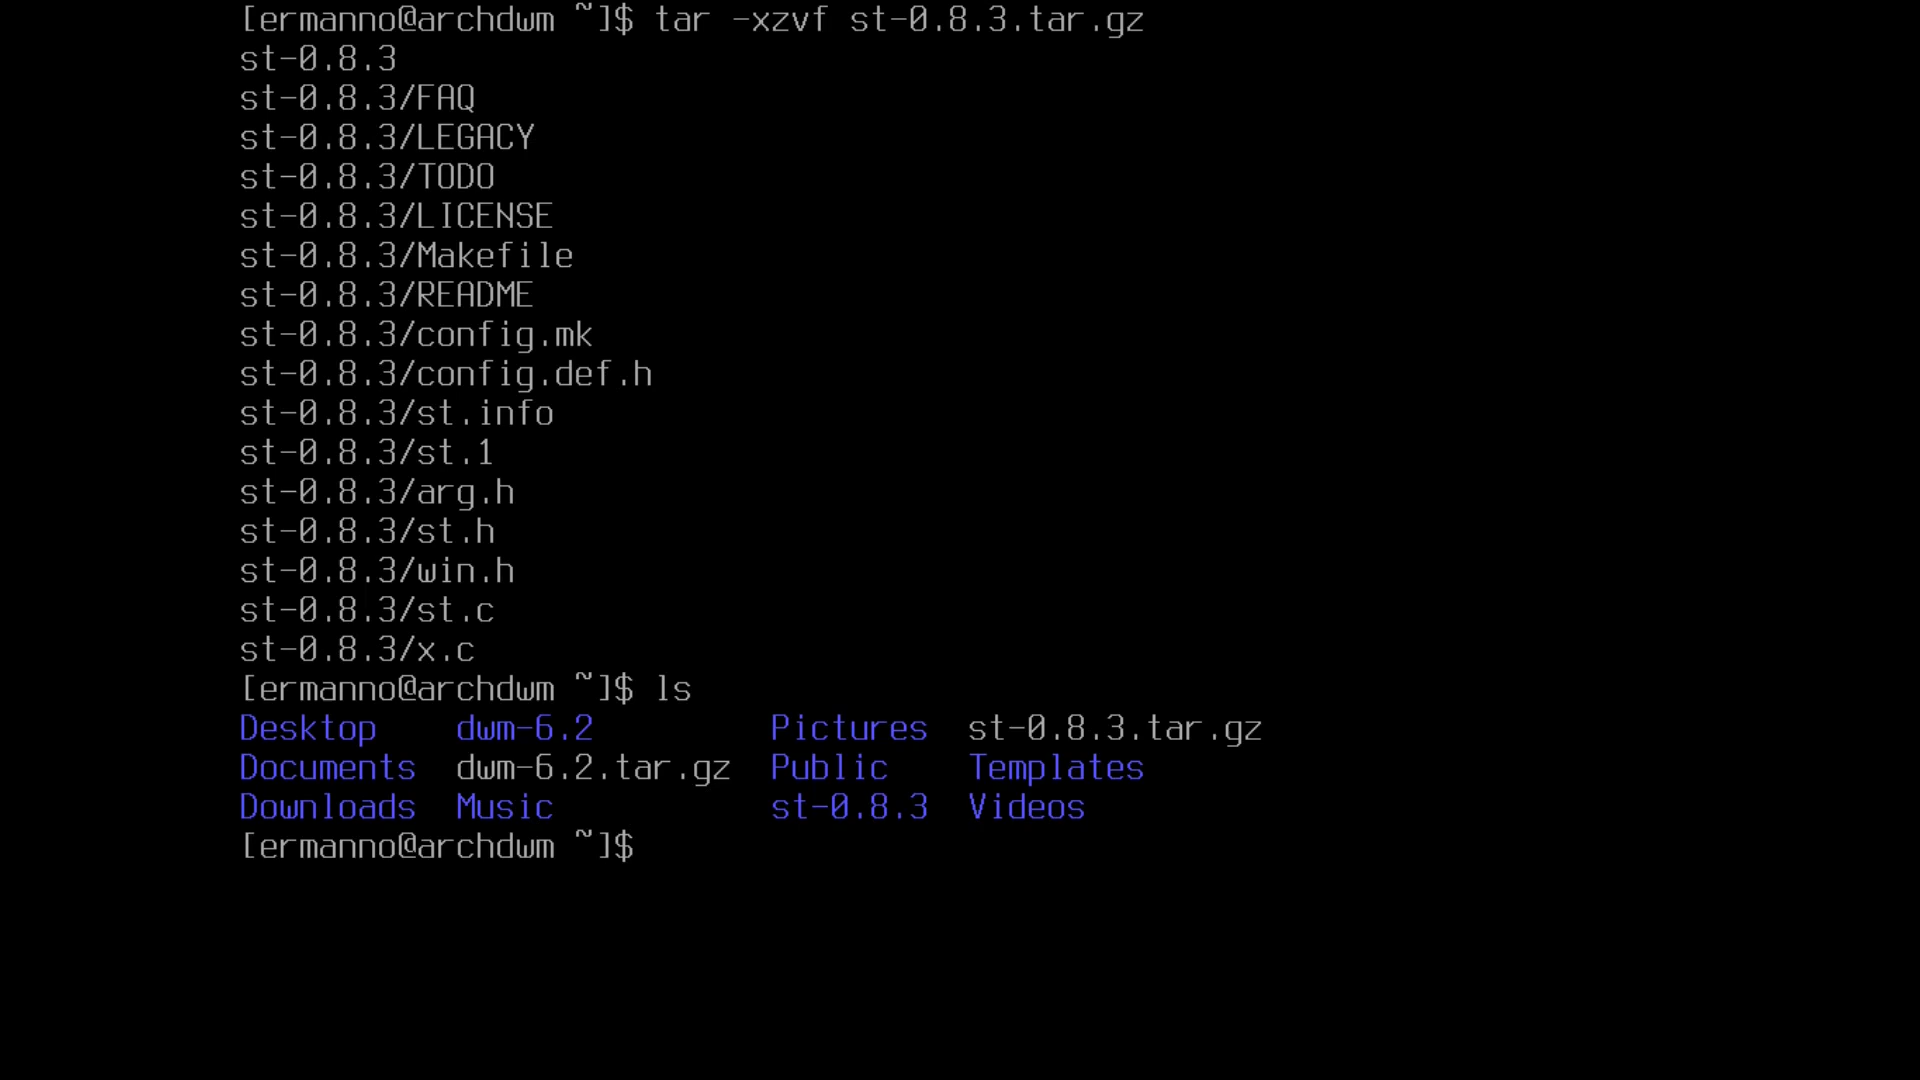 [ermanno@archdwm ~]$ tar -xzvf st-0.8.3.tar.gz
st-0.8.3
st-0.8.3/FAQ
st-0.8.3/LEGACY
st-0.8.3/TODO
st-0.8.3/LICENSE
st-0.8.3/Makefile
st-0.8.3/README
st-0.8.3/config.mk
st-0.8.3/config.def.h
st-0.8.3/st.info
st-0.8.3/st.1
st-0.8.3/arg.h
st-0.8.3/st.h
st-0.8.3/win.h
st-0.8.3/st.c
st-0.8.3/x.c
[ermanno@archdwm ~]$ ls
Desktop    dwm-6.2         Pictures  st-0.8.3.tar.gz
Documents  dwm-6.2.tar.gz  Public    Templates
Downloads  Music           st-0.8.3  Videos
[ermanno@archdwm ~]$